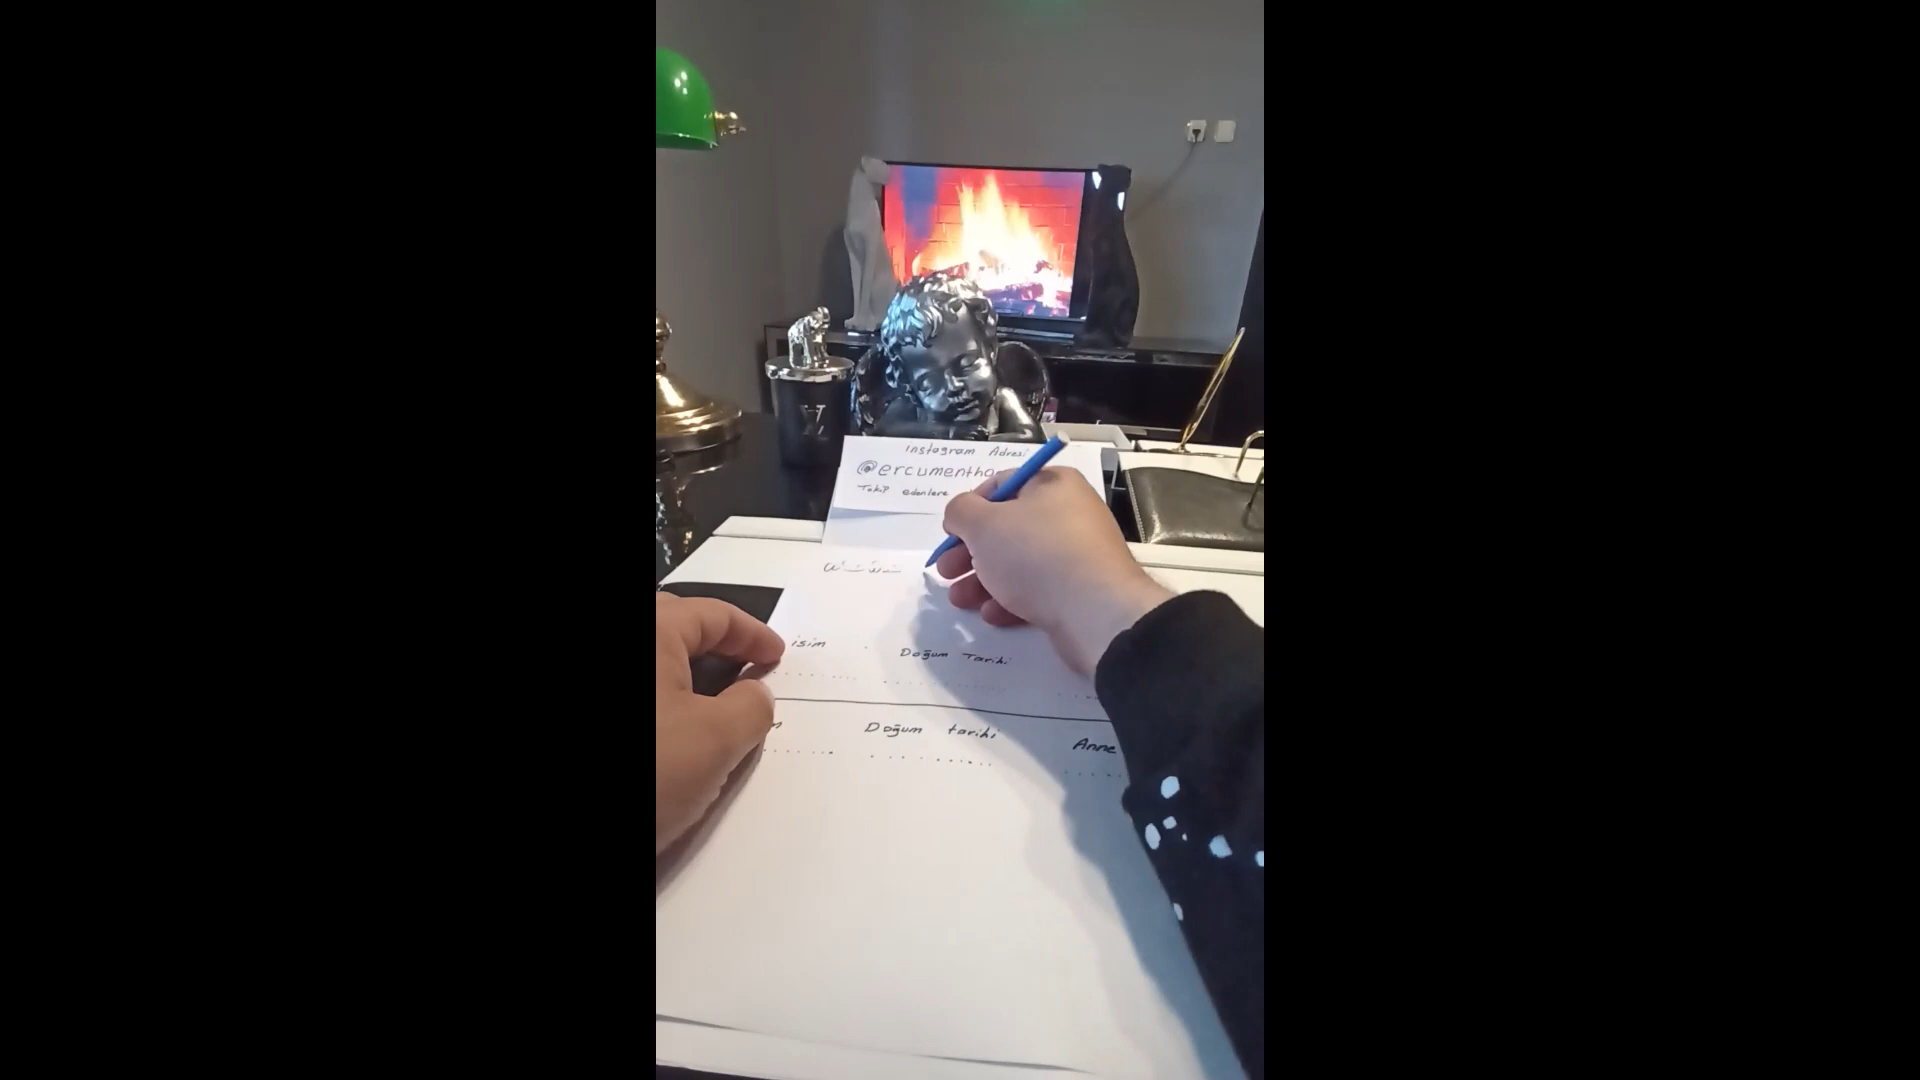 instagram Adresi
@ercumentha
Takip edenlere
isim Doğum Tarihi
Doğum tarihi Anne